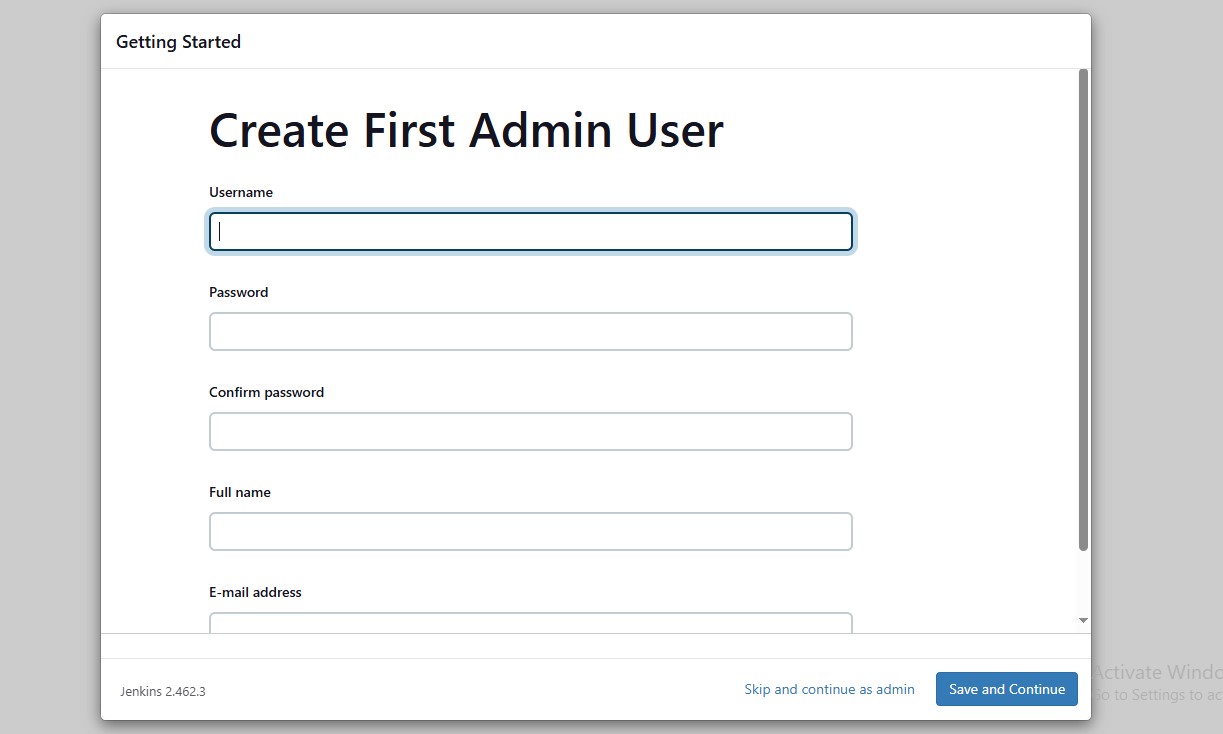 Getting Started
Create First Admin User
Username
Password
Confirm password
Full name
E-mail address
Jenkins 2.462.3
Skip and continue as admin
Save and Continue
Activate Windo
Go to Settings to ac